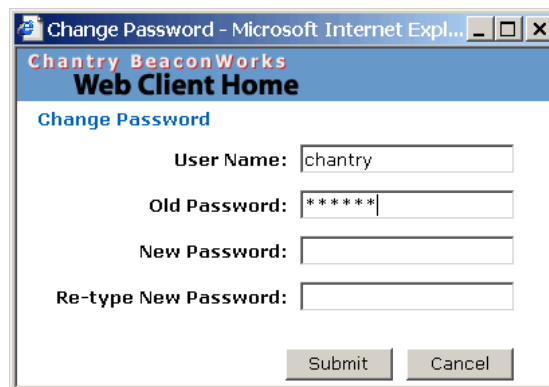 Change Password - Microsoft Internet Expl...
Chantry BeaconWorks
Web Client Home
Change Password
User Name: chantry
Old Password: ******
New Password:
Re-type New Password:
Submit Cancel